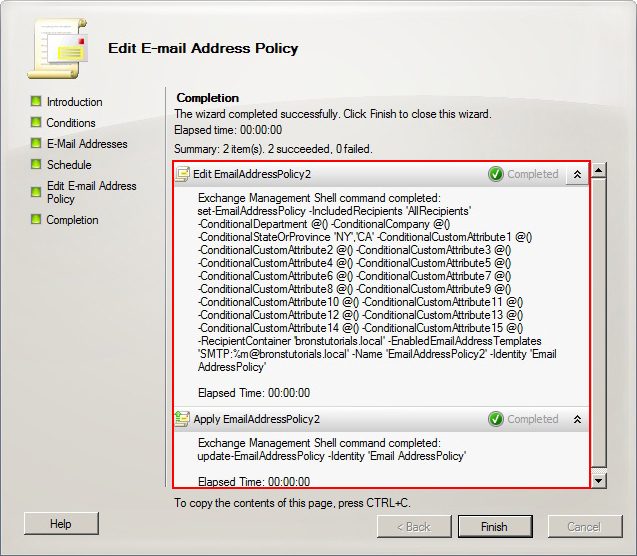 Edit E-mail Address Policy
Introduction
Conditions
E-Mail Addresses
Schedule
Edit E-mail Address
Policy
Completion
Completion
The wizard completed successfully. Click Finish to close this wizard.
Elapsed time: 00:00:00
Summary: 2 item(s). 2 succeeded, 0 failed.
Edit EmailAddressPolicy2 Completed
Exchange Management Shell command completed:
set-EmailAddressPolicy -IncludedRecipients 'AllRecipients'
-ConditionalDepartment @() -ConditionalCompany @()
-ConditionalStateOrProvince 'NY','CA' -ConditionalCustomAttribute1 @()
-ConditionalCustomAttribute2 @() -ConditionalCustomAttribute3 @()
-ConditionalCustomAttribute4 @() -ConditionalCustomAttribute5 @()
-ConditionalCustomAttribute6 @() -ConditionalCustomAttribute7 @()
-ConditionalCustomAttribute8 @() -ConditionalCustomAttribute9 @()
-ConditionalCustomAttribute10 @() -ConditionalCustomAttribute11 @()
-ConditionalCustomAttribute12 @() -ConditionalCustomAttribute13 @()
-ConditionalCustomAttribute14 @() -ConditionalCustomAttribute15 @()
-RecipientContainer 'bronstutorials.local' -EnabledEmailAddressTemplates
'SMTP:%m@bronstutorials.local' -Name 'EmailAddressPolicy2' -Identity 'Email
AddressPolicy'
Elapsed Time: 00:00:00
Apply EmailAddressPolicy2 Completed
Exchange Management Shell command completed:
update-EmailAddressPolicy -Identity 'Email AddressPolicy'
Elapsed Time: 00:00:00
To copy the contents of this page, press CTRL+C.
Help
< Back
Finish
Cancel